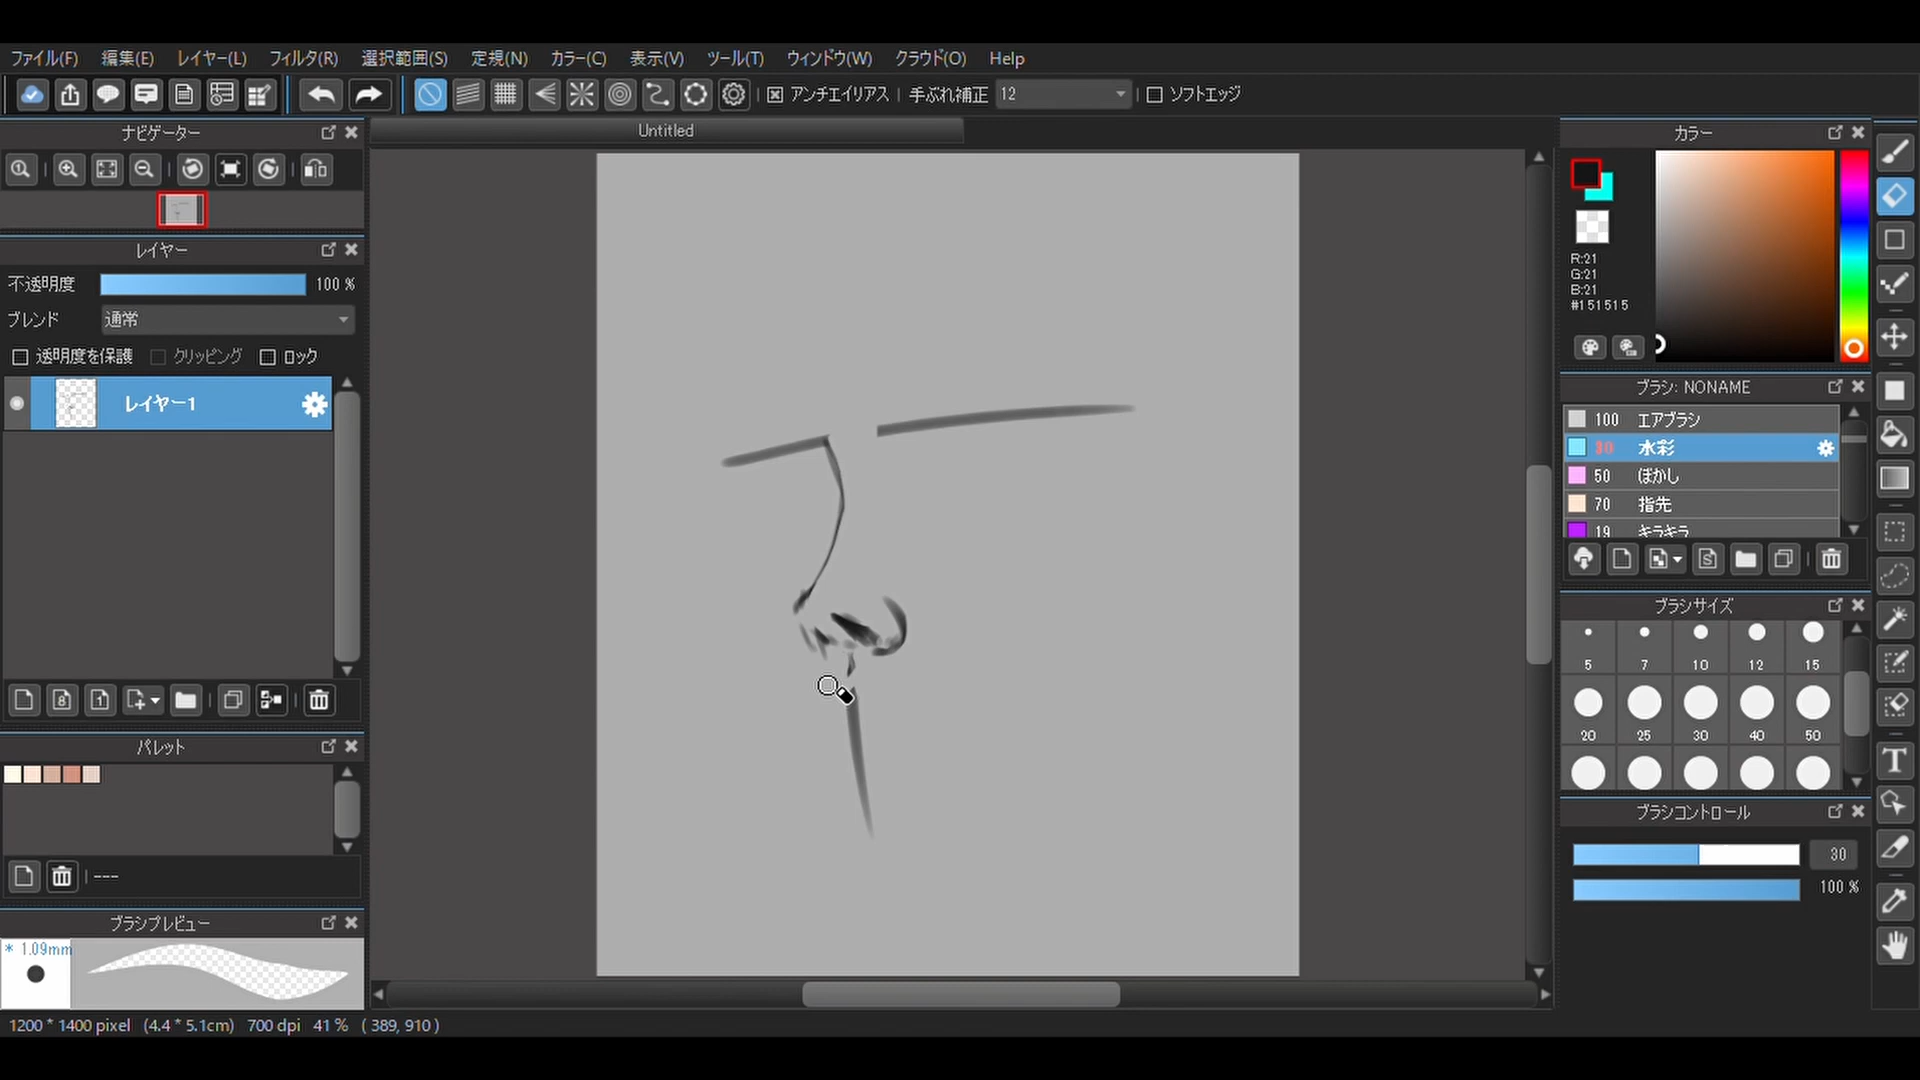 ファイル(F) 編集(E) レイヤー(L) フィルタ(R) 選択範囲(S) 定規(N) カラー(C) 表示(V) ツール(T) ウィンドウ(W) クラウド(O) Help
アンチエイリアス 手ぶれ補正 12 ソフトエッジ
ナビゲーター
Untitled
レイヤー
不透明度 100 %
ブレンド 通常
透明度を保護 クリッピング ロック
レイヤー1
パレット
---
ブラシプレビュー
* 1.09mm
1200 * 1400 pixel (4.4 * 5.1cm) 700 dpi 41 % ( 389, 910 )
カラー
R:21
G:21
B:21
#151515
ブラシ: NONAME
100 エアブラシ
30 水彩
50 ぼかし
70 指先
19 キラキラ
ブラシサイズ
5 7 10 12 15
20 25 30 40 50
ブラシコントロール
30
100 %